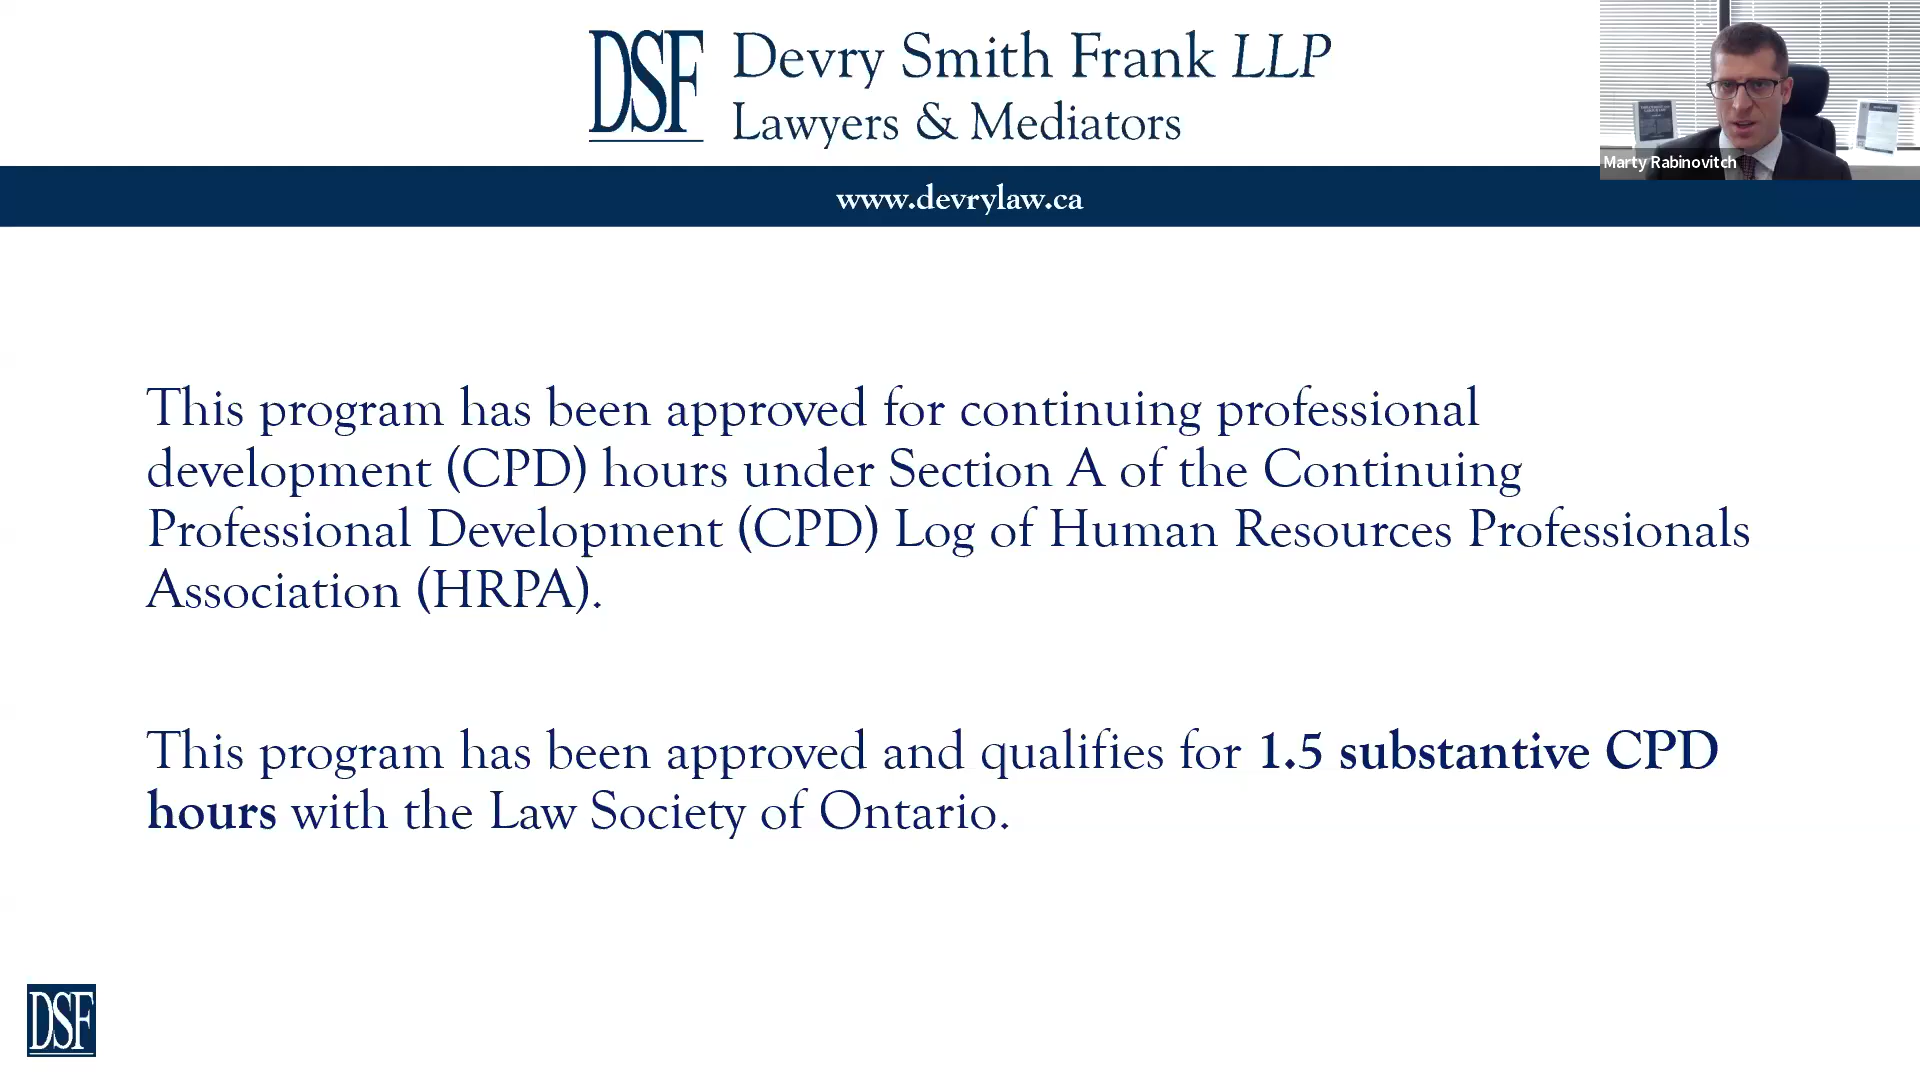 DSF
Devry Smith Frank LLP
Lawyers & Mediators
Marty Rabinovitch
www.devrylaw.ca
This program has been approved for continuing professional
development (CPD) hours under Section A of the Continuing
Professional Development (CPD) Log of Human Resources Professionals
Association (HRPA).
This program has been approved and qualifies for 1.5 substantive CPD
hours with the Law Society of Ontario.
DSF